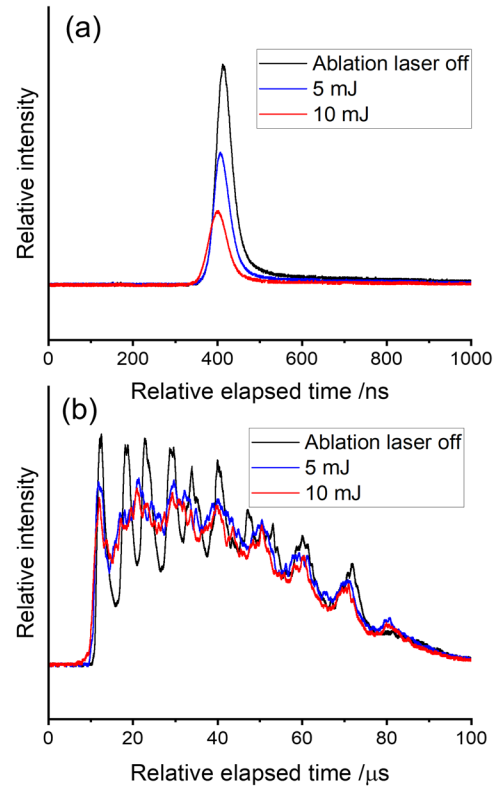 (a)
Ablation laser off
5 mJ
10 mJ
Relative intensity
0 200 400 600 800 1000
Relative elapsed time /ns
(b)
Ablation laser off
5 mJ
10 mJ
Relative intensity
0 20 40 60 80 100
Relative elapsed time /μs